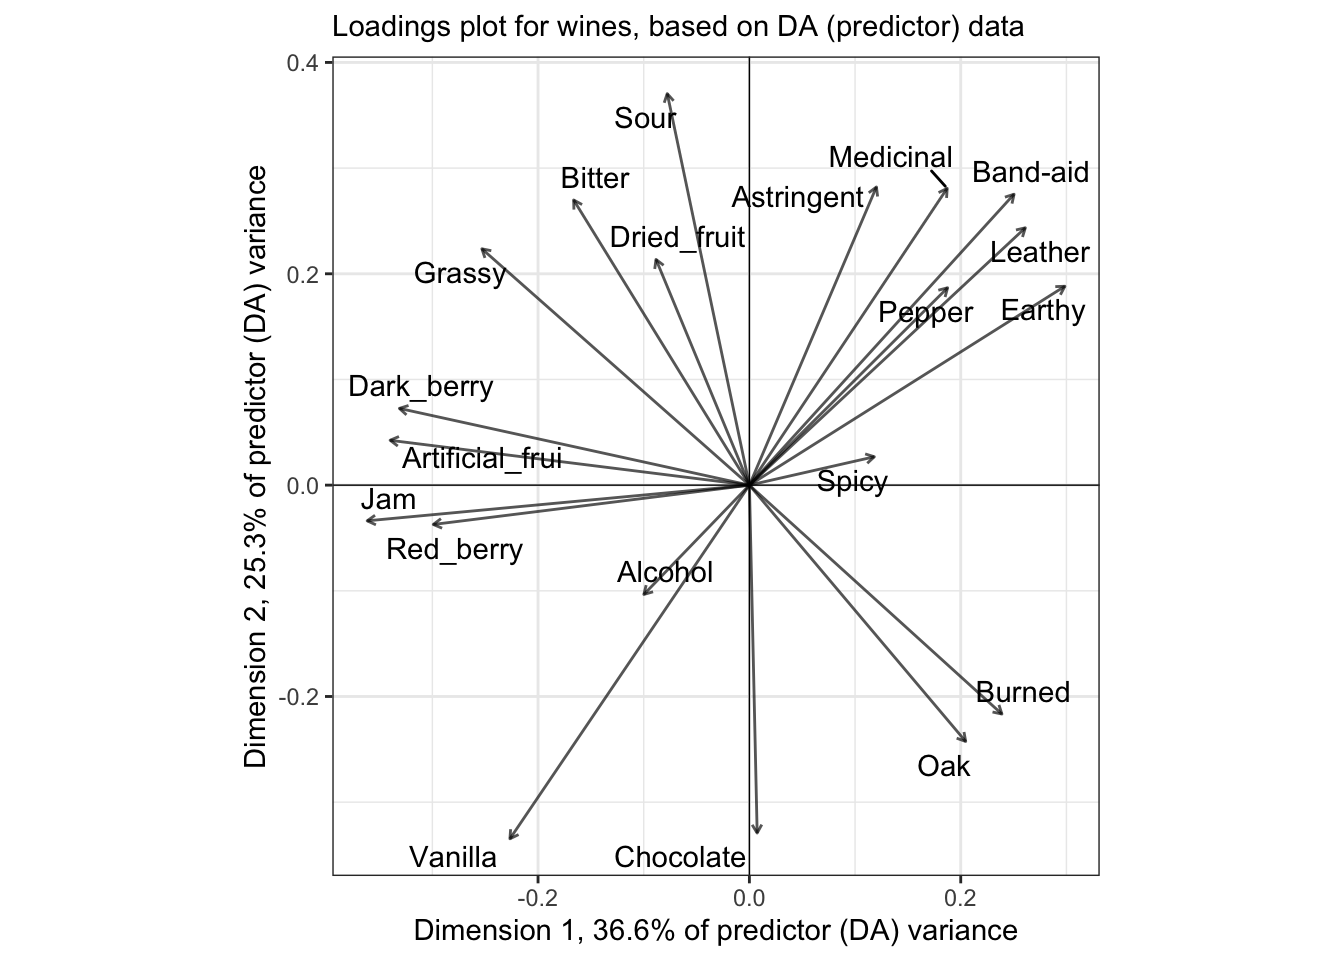 Loadings plot for wines, based on DA (predictor) data
Dimension 2, 25.3% of predictor (DA) variance
0.4
0.2
0.0
-0.2
Sour
Medicinal
Band-aid
Bitter
Astringent
Dried_fruit
Leather
Grassy
Pepper
Earthy
Dark_berry
Artificial_frui
Spicy
Jam
Red_berry
Alcohol
Burned
Oak
Vanilla
Chocolate
-0.2
0.0
0.2
Dimension 1, 36.6% of predictor (DA) variance